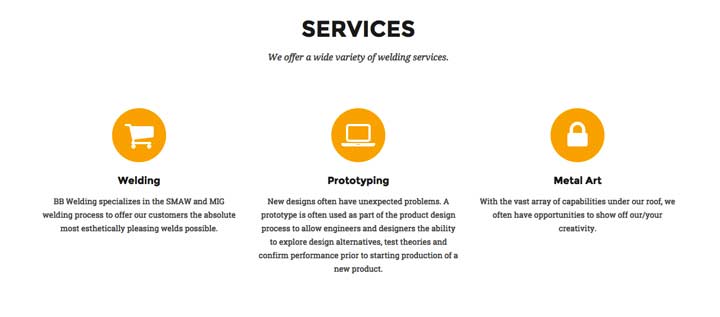 SERVICES
We offer a wide variety of welding services.
Welding
BB Welding specializes in the SMAW and MIG
welding process to offer our customers the absolute
most esthetically pleasing welds possible.
Prototyping
New designs often have unexpected problems. A
prototype is often used as part of the product design
process to allow engineers and designers the ability
to explore design alternatives, test theories and
confirm performance prior to starting production of a
new product.
Metal Art
With the vast array of capabilities under our roof, we
often have opportunities to show off our/your
creativity.